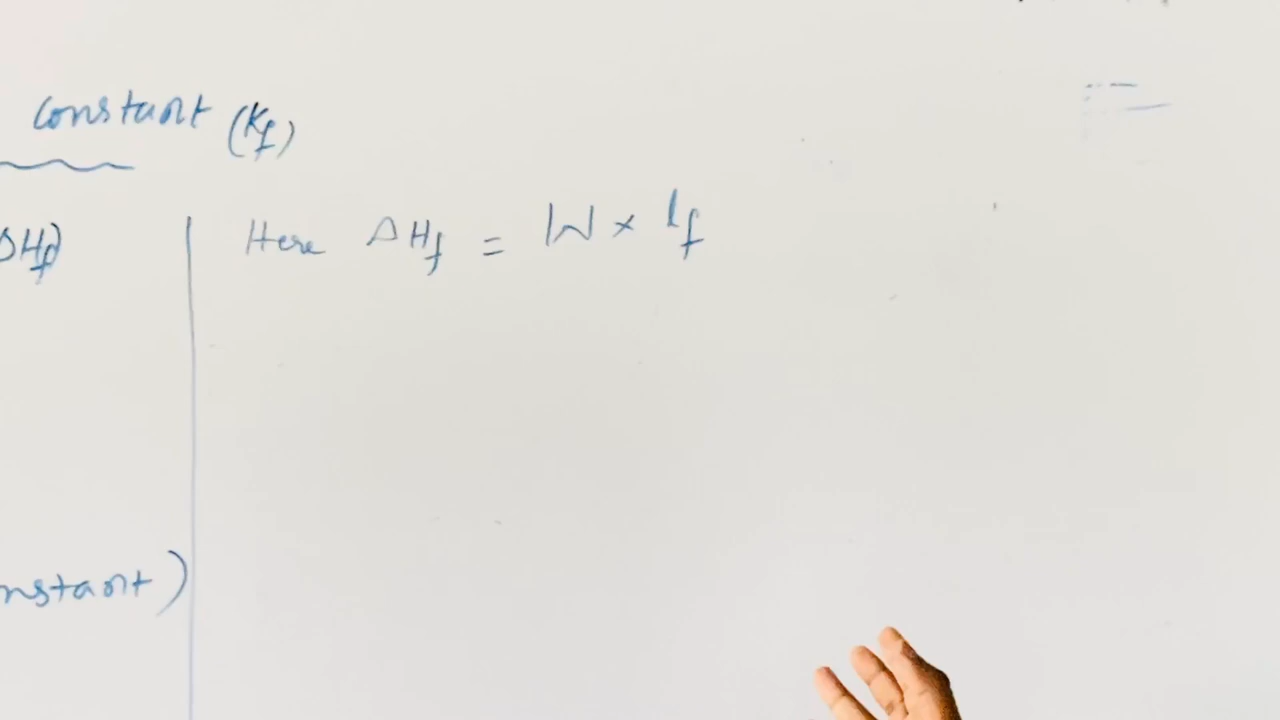 constant (Kf)
ΔHf) Here ΔHf = W × lf
nstant)